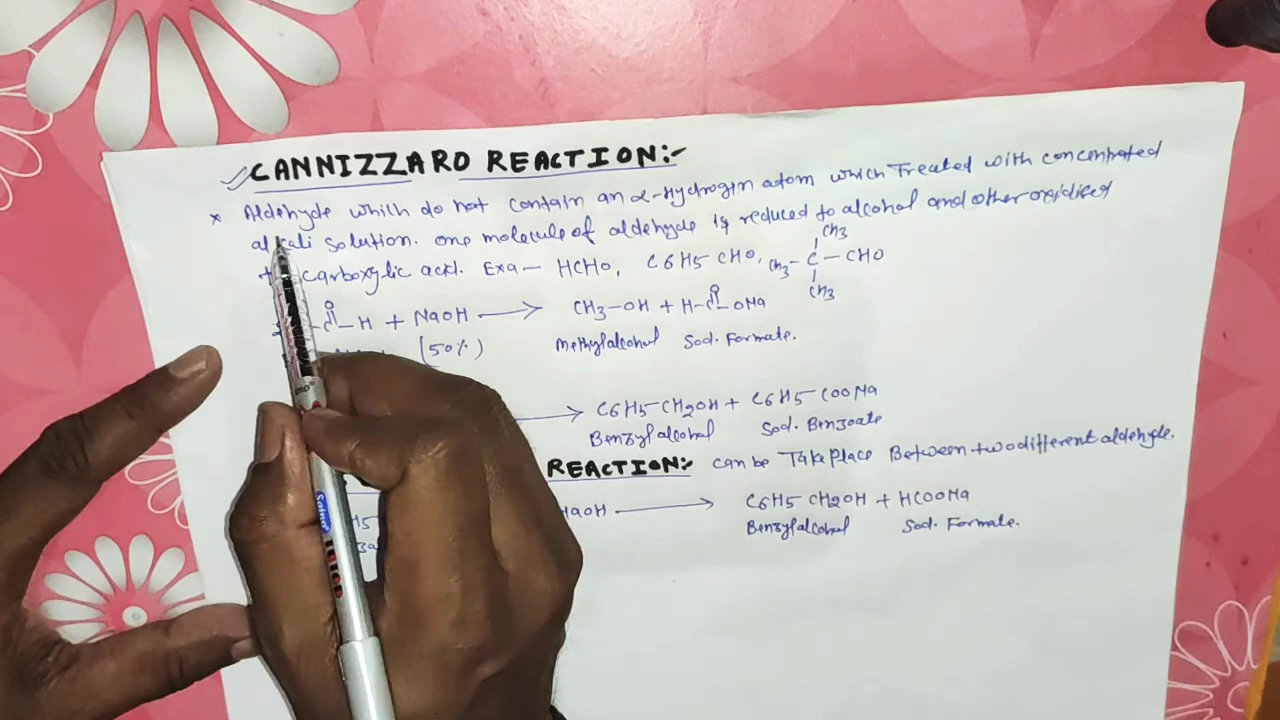 CANNIZZARO REACTION:-
* Aldehyde which do not contain an α-Hydrogin atom which Treated with concentrated
alkali solution. one molecule of aldehyde is reduced to alcohol and other oxidised
carboxylic acid. Exa- HCHO, C6H5 CHO, CH3-C-CHO
CH3
CH3
O
-C-H + NaOH → CH3-OH + H-C-ONa
O
(50%) Methylalcohol Sod. Formate.
→ C6H5-CH2OH + C6H5-COONa
Benzylalcohol Sod. Benzoate
REACTION:- can be Take place Between two different aldehyde.
NaOH → C6H5 CH2OH + HCOONa
Benzylalcohol Sod. Formate.